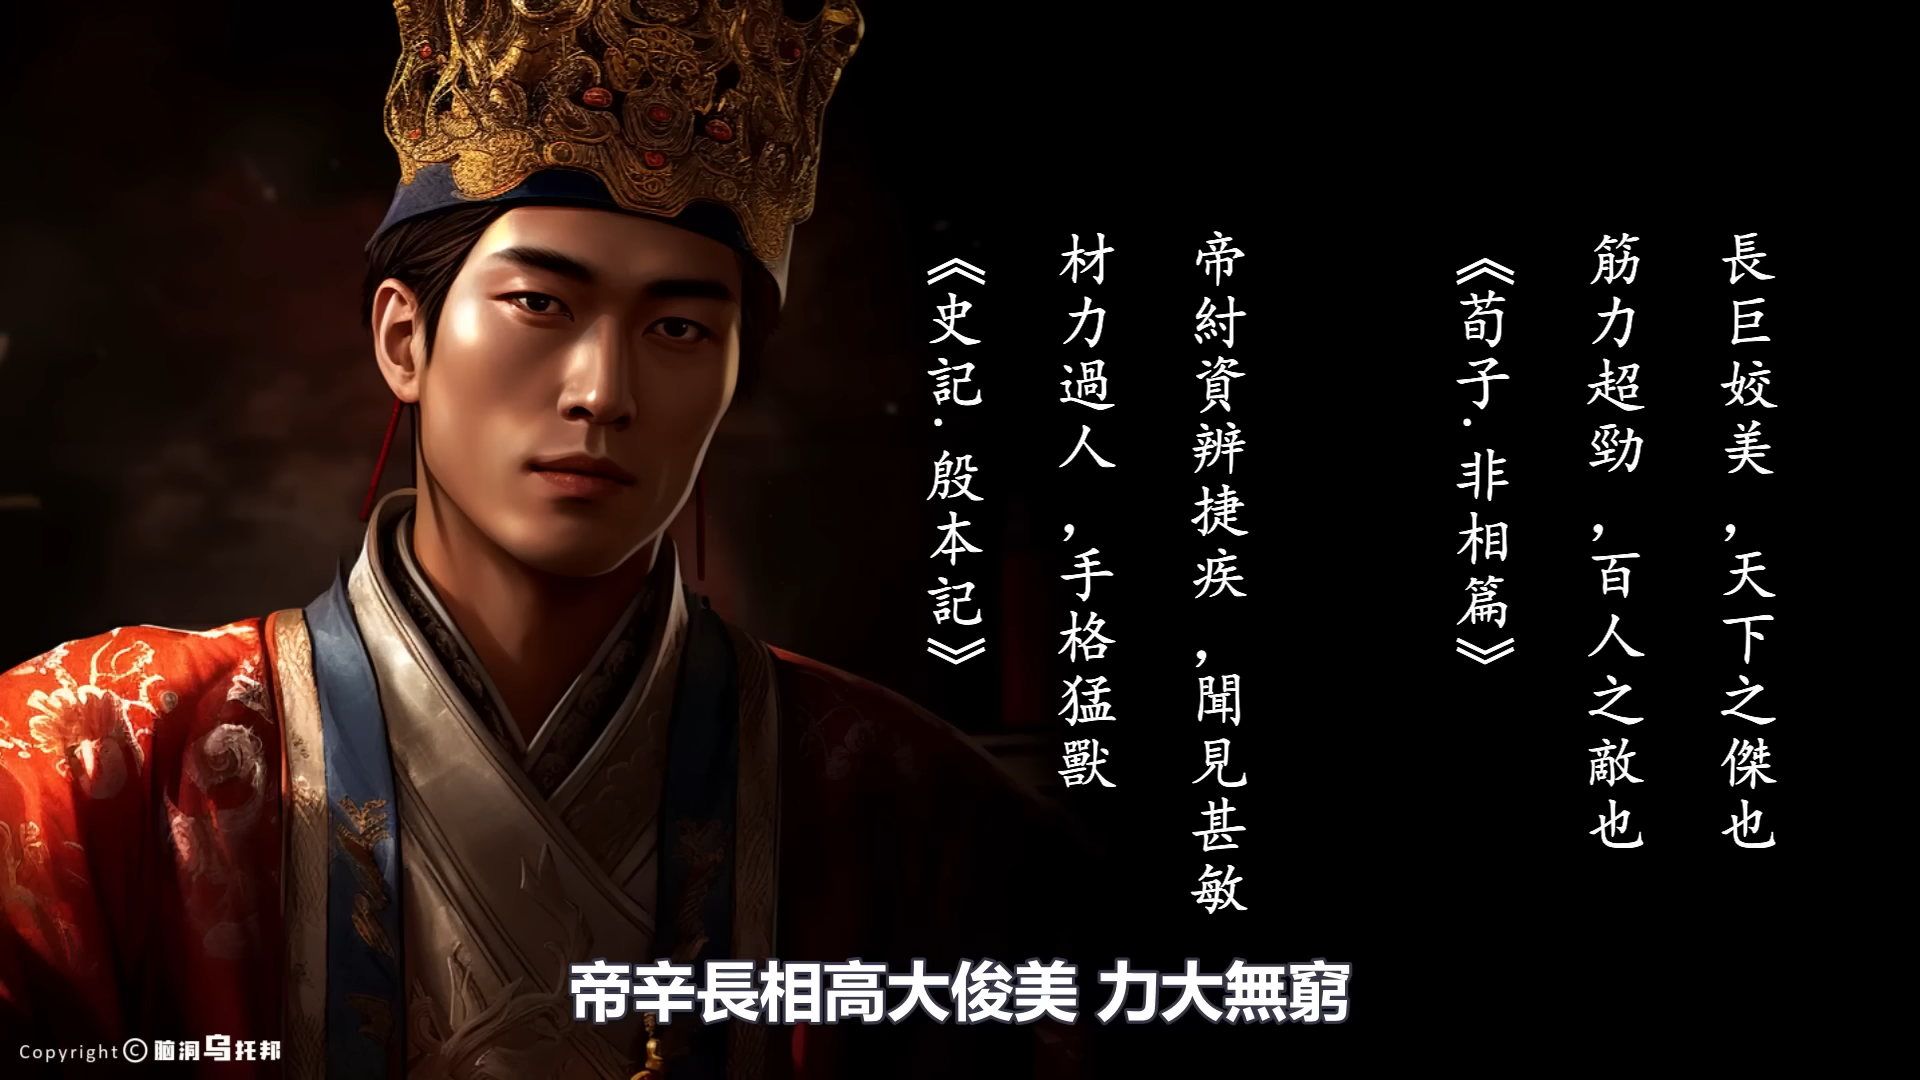 長巨姣美，天下之傑也
筋力超勁，百人之敵也
《荀子·非相篇》
帝紂資辨捷疾，聞見甚敏
材力過人，手格猛獸
《史記·殷本記》
帝辛長相高大俊美 力大無窮
Copyright © 脑洞乌托邦